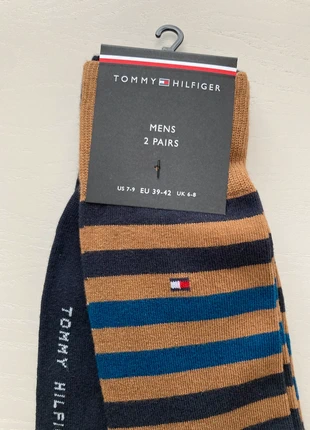 TOMMY HILFIGER
MENS
2 PAIRS
US 7-9 EU 39-42 UK 6-8
TOMMY HILFIG